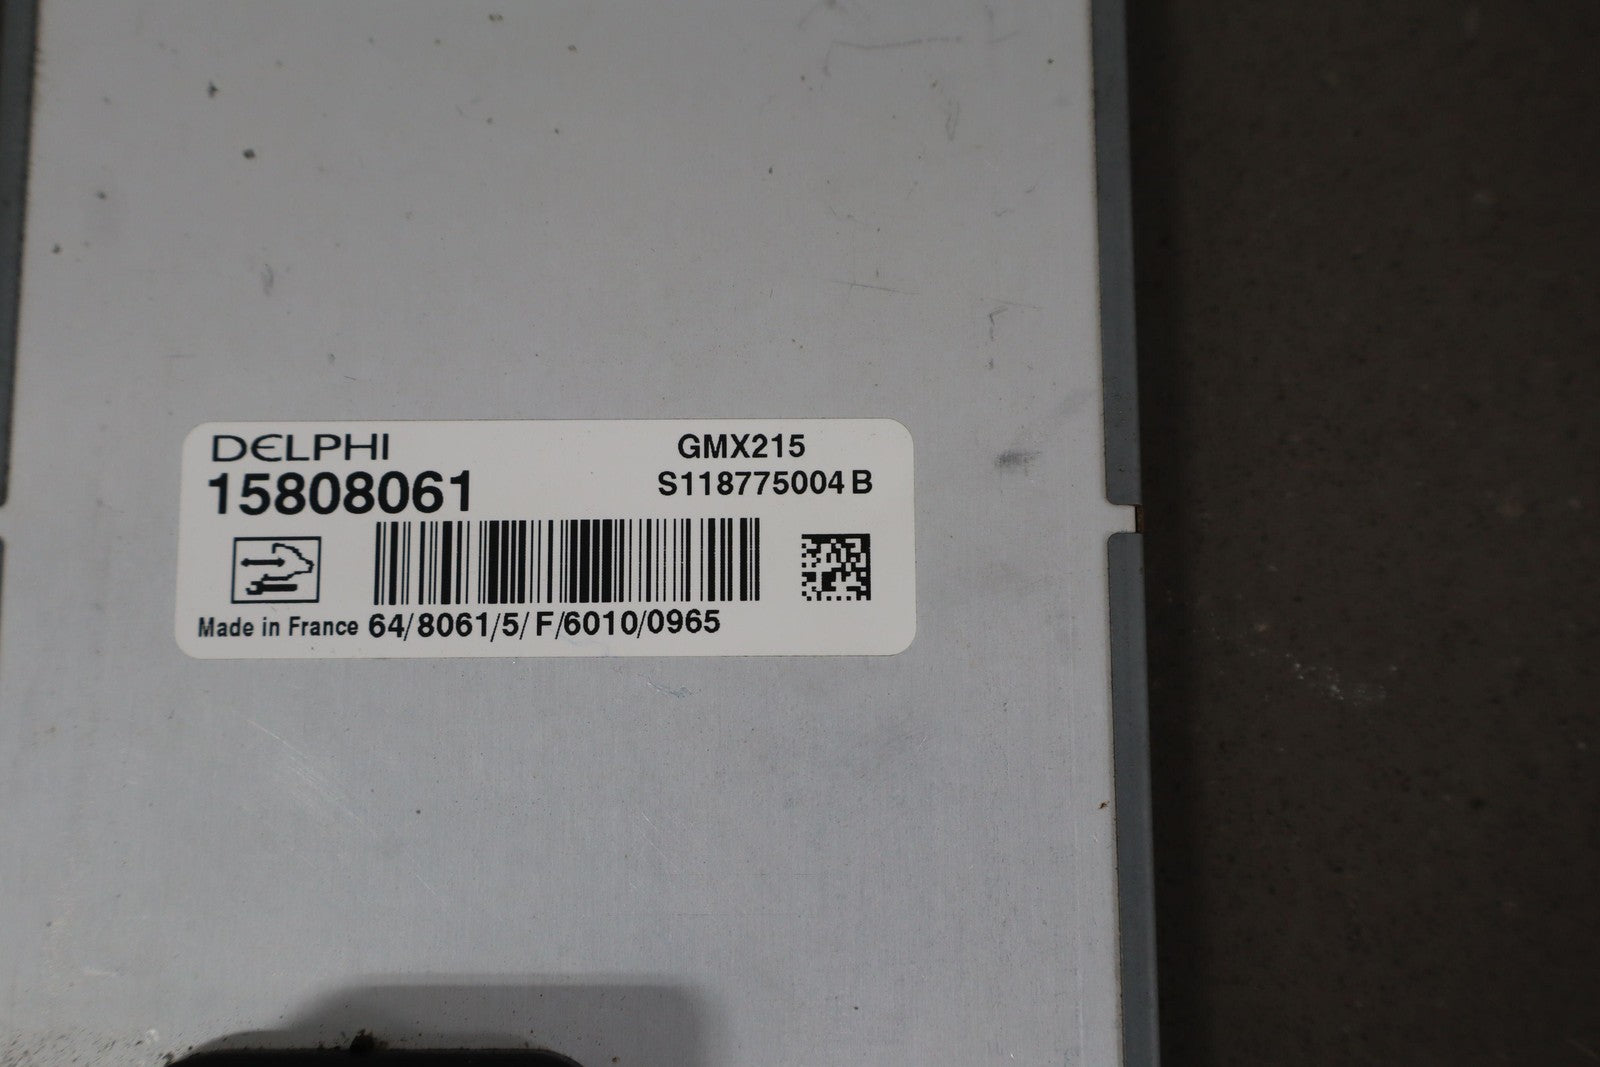 DELPHI
GMX215
15808061
S118775004 B
Made in France 64/8061/5/F/6010/0965